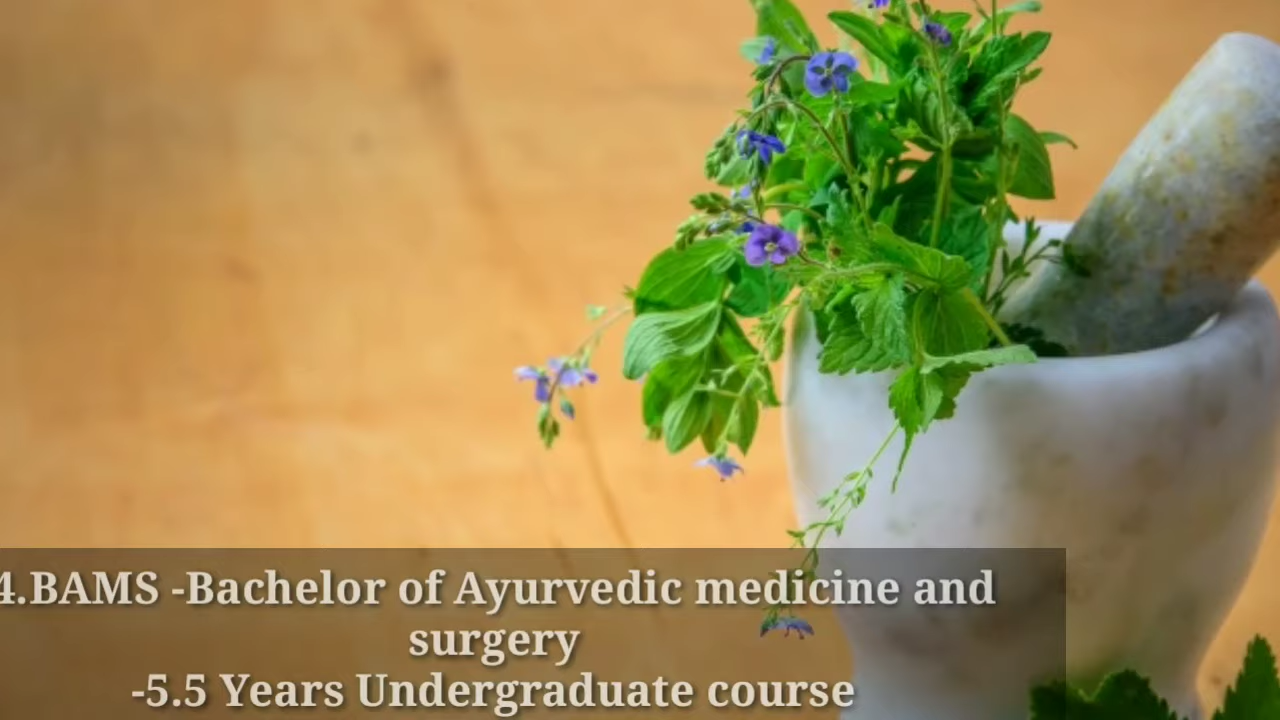 4.BAMS -Bachelor of Ayurvedic medicine and
surgery
-5.5 Years Undergraduate course